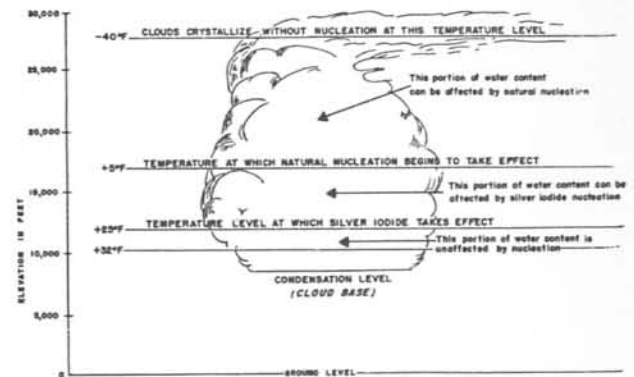 30,000
-40°F CLOUDS CRYSTALLIZE WITHOUT NUCLEATION AT THIS TEMPERATURE LEVEL
25,000
This portion of water content
can be affected by natural nucleation
20,000
+5°F TEMPERATURE AT WHICH NATURAL NUCLEATION BEGINS TO TAKE EFFECT
15,000
This portion of water content can be
affected by silver iodide nucleation
+23°F TEMPERATURE LEVEL AT WHICH SILVER IODIDE TAKES EFFECT
10,000
+32°F
This portion of water content is
unaffected by nucleation
CONDENSATION LEVEL
(CLOUD BASE)
5,000
0
GROUND LEVEL
ELEVATION IN FEET